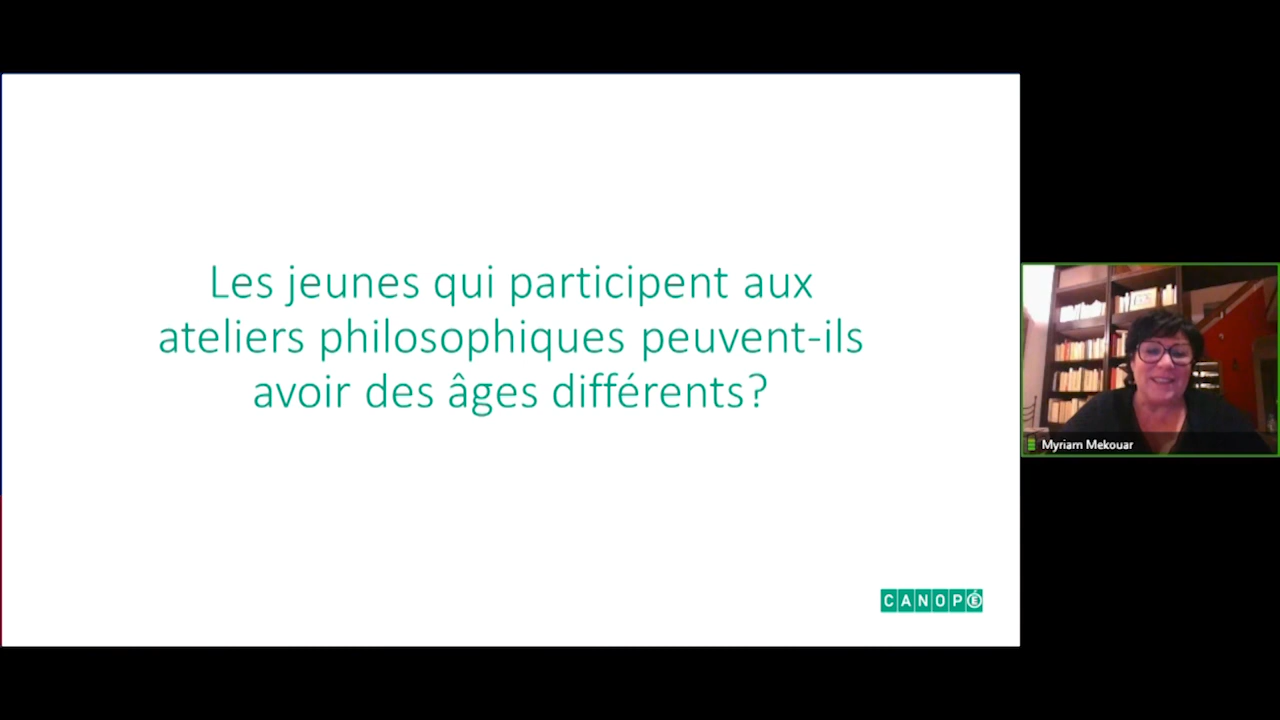 Les jeunes qui participent aux
ateliers philosophiques peuvent-ils
avoir des âges différents?
CANOPÉ
Myriam Mekouar